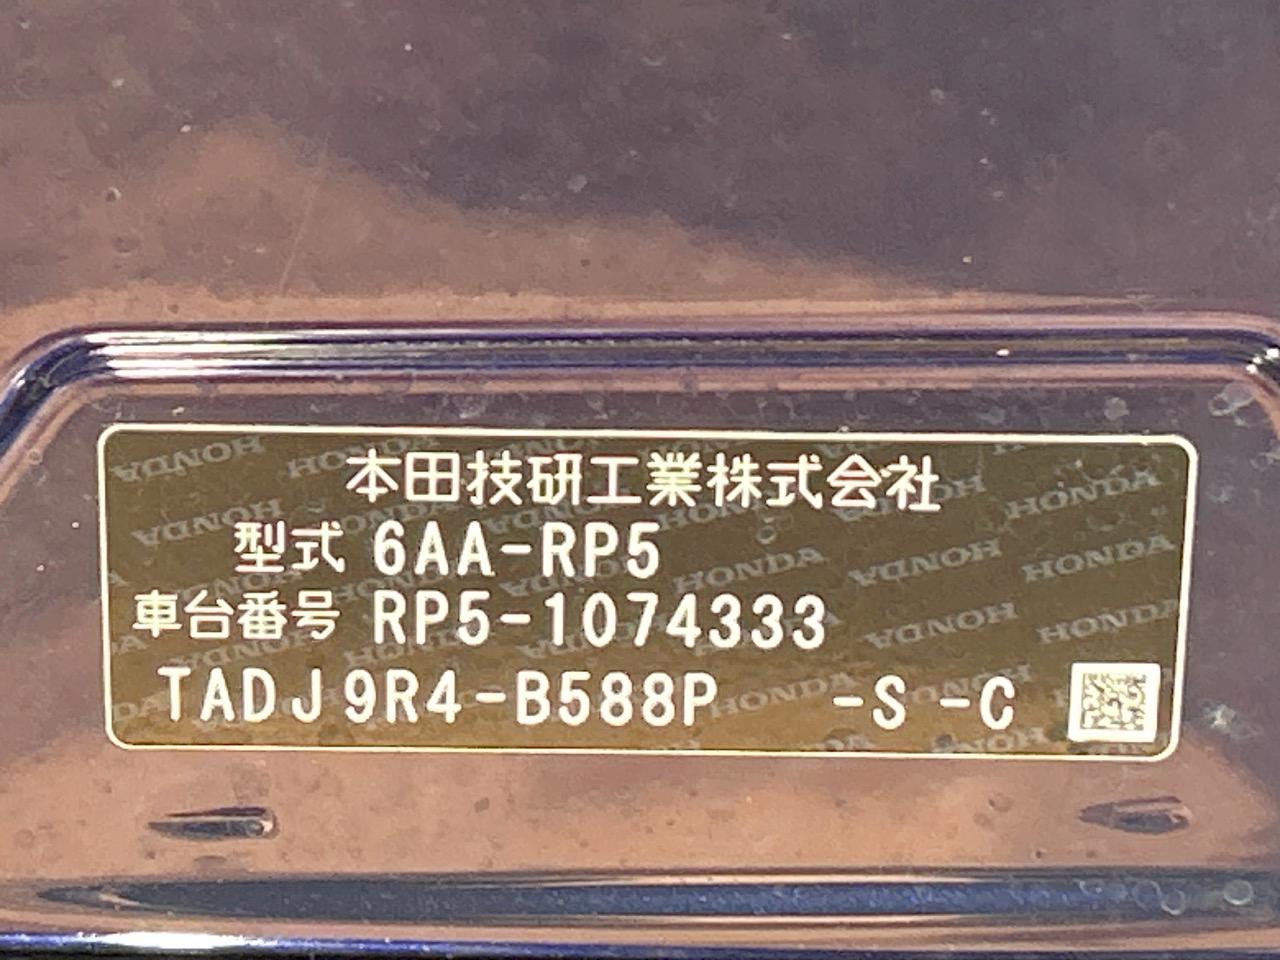 本田技研工業株式会社
型式 6AA-RP5
車台番号 RP5-1074333
TADJ9R4-B588P -S -C